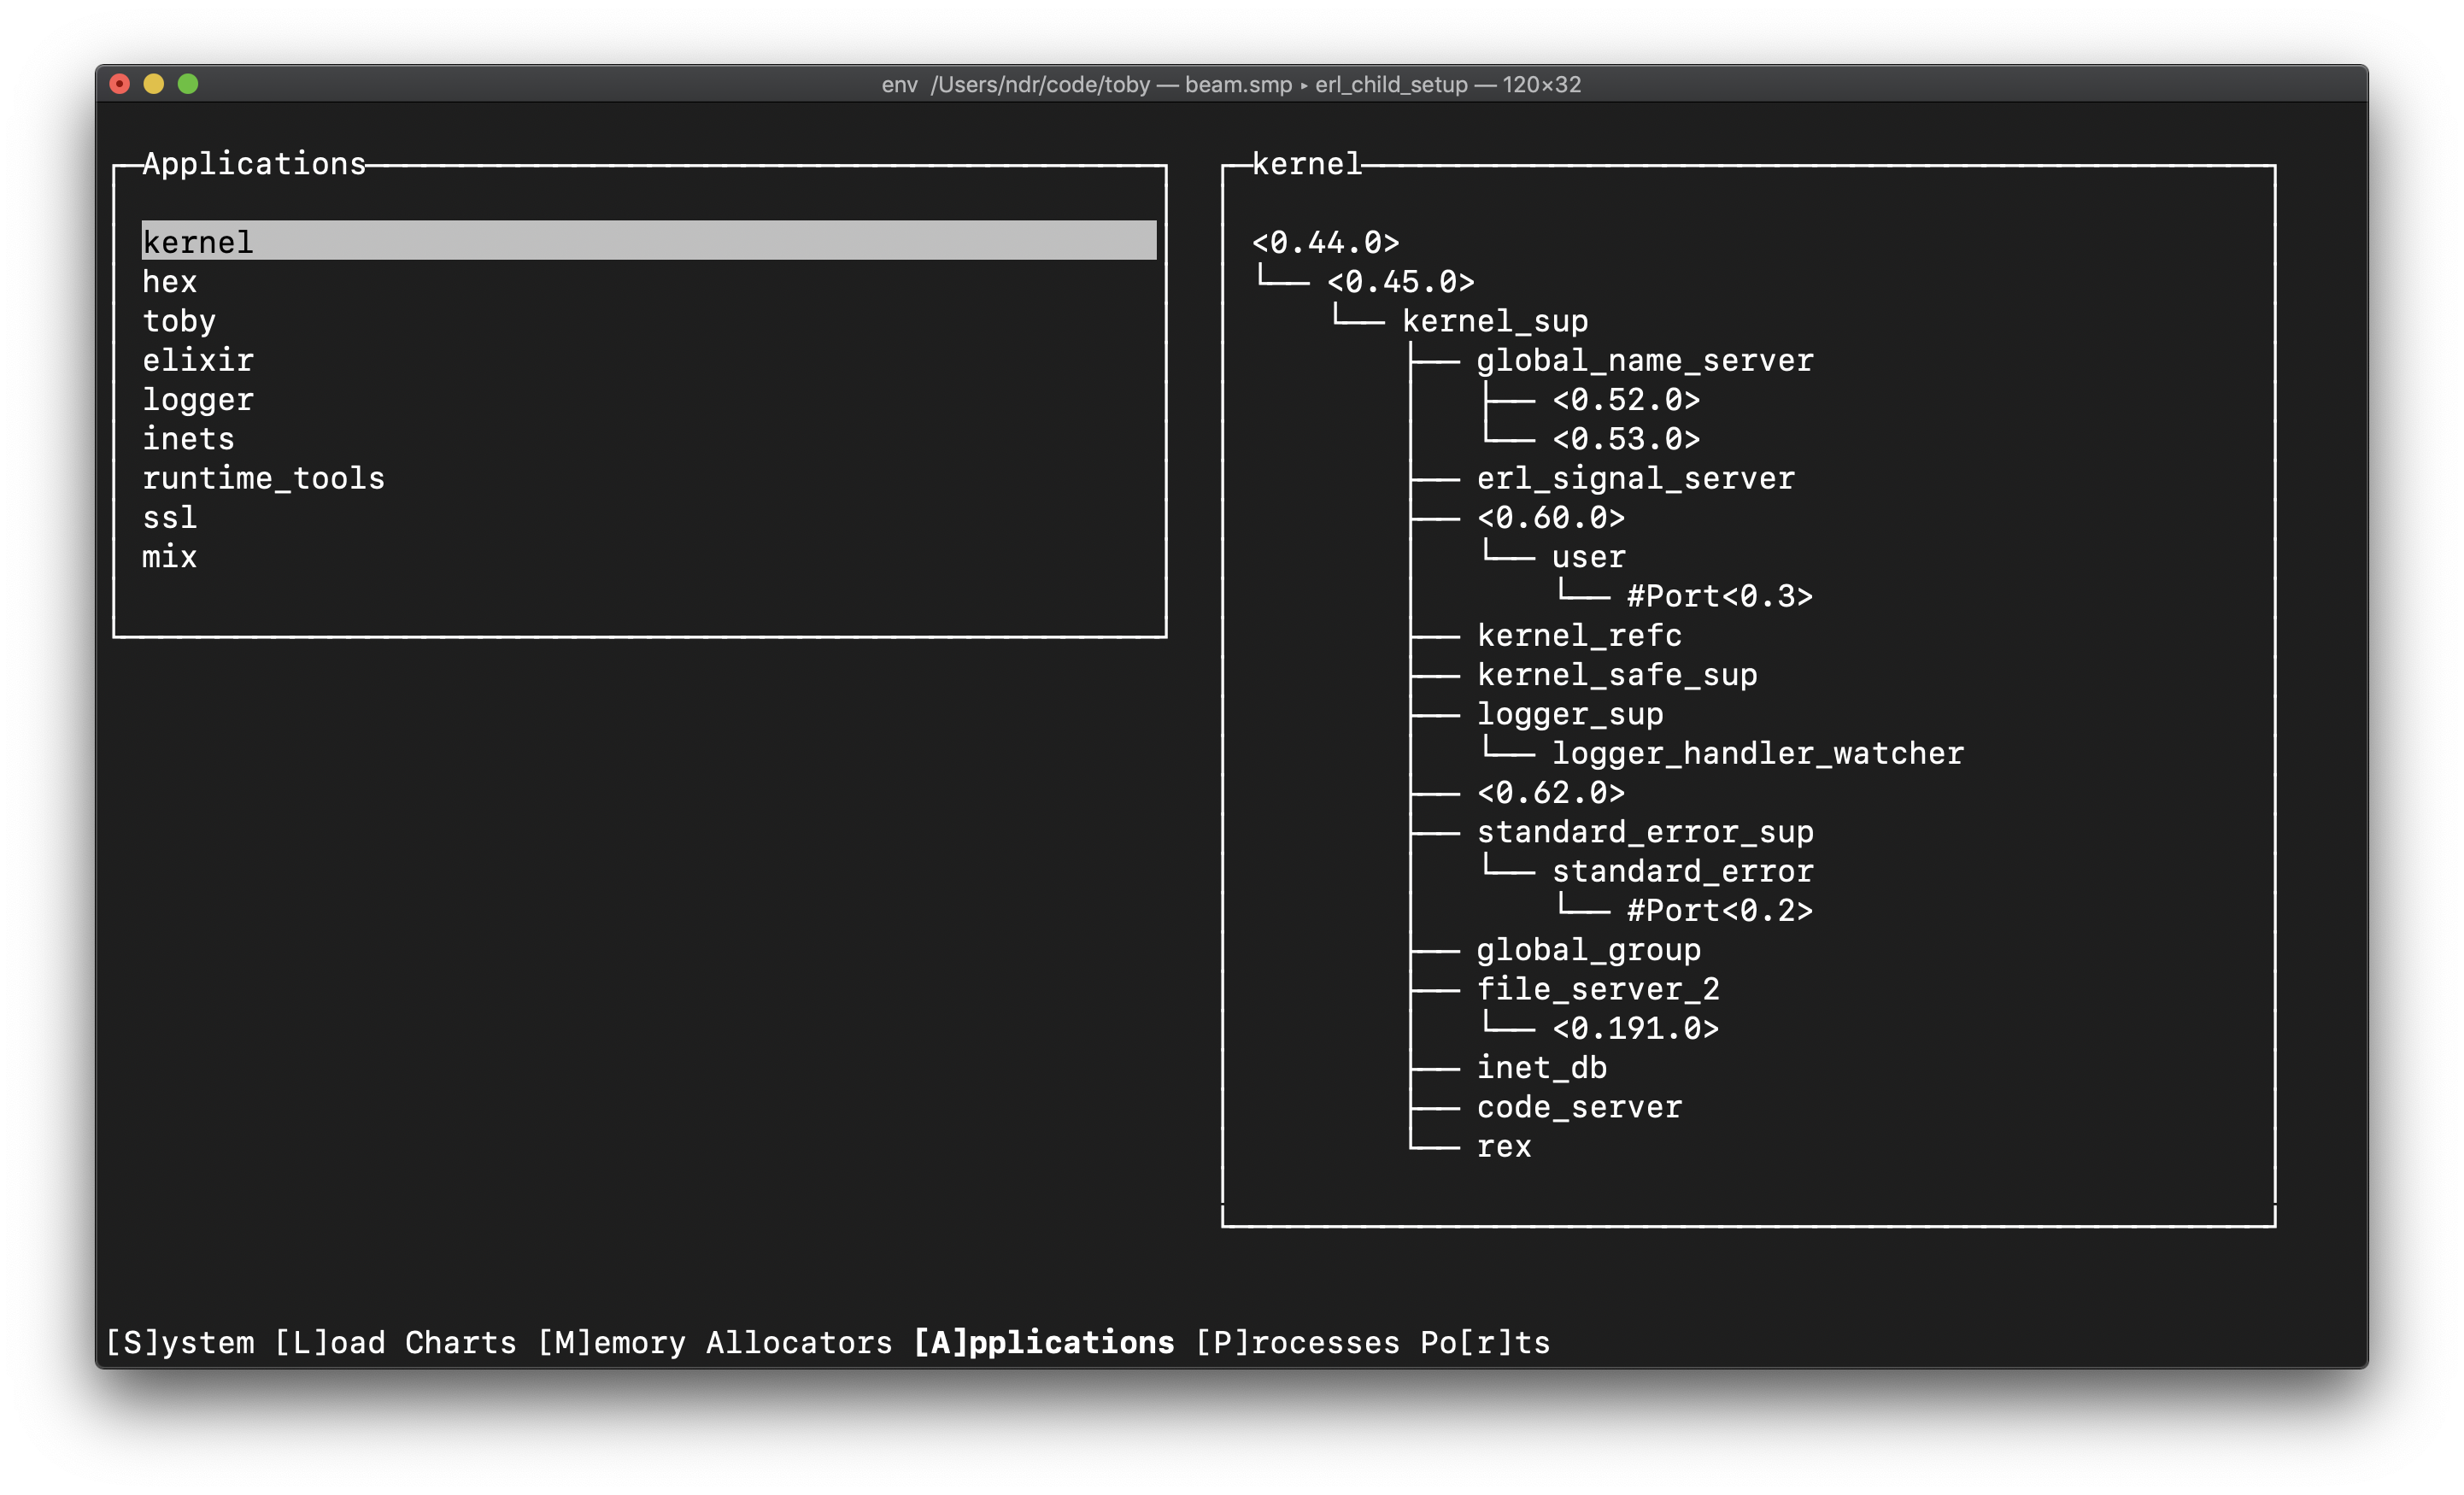 env /Users/ndr/code/toby — beam.smp ▸ erl_child_setup — 120×32
Applications
kernel
hex
toby
elixir
logger
inets
runtime_tools
ssl
mix
kernel
<0.44.0>
└── <0.45.0>
    └── kernel_sup
        ├── global_name_server
        │   ├── <0.52.0>
        │   └── <0.53.0>
        ├── erl_signal_server
        ├── <0.60.0>
        │   └── user
        │       └── #Port<0.3>
        ├── kernel_refc
        ├── kernel_safe_sup
        ├── logger_sup
        │   └── logger_handler_watcher
        ├── <0.62.0>
        ├── standard_error_sup
        │   └── standard_error
        │       └── #Port<0.2>
        ├── global_group
        ├── file_server_2
        │   └── <0.191.0>
        ├── inet_db
        ├── code_server
        └── rex
[S]ystem [L]oad Charts [M]emory Allocators [A]pplications [P]rocesses Po[r]ts